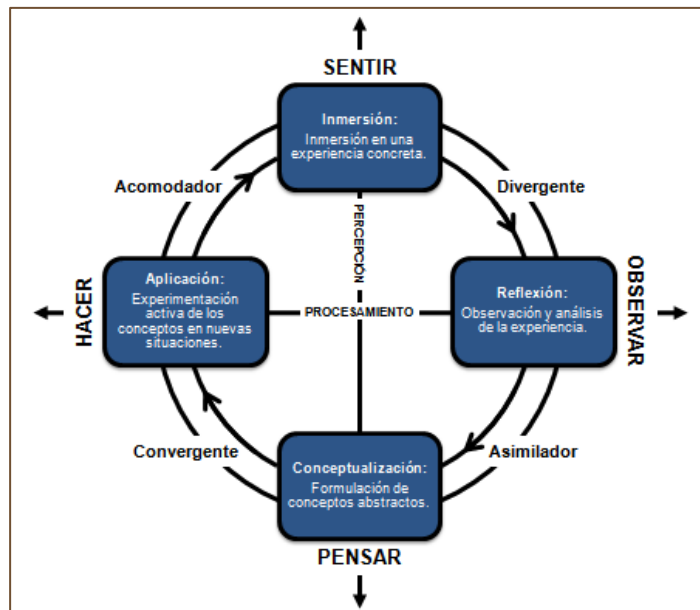 SENTIR
Inmersión:
Inmersión en una
experiencia concreta.
Acomodador
Divergente
PERCEPCIÓN
HACER
Aplicación:
Experimentación
activa de los
conceptos en nuevas
situaciones.
PROCESAMIENTO
Reflexión:
Observación y análisis
de la experiencia.
OBSERVAR
Convergente
Asimilador
Conceptualización:
Formulación de
conceptos abstractos.
PENSAR